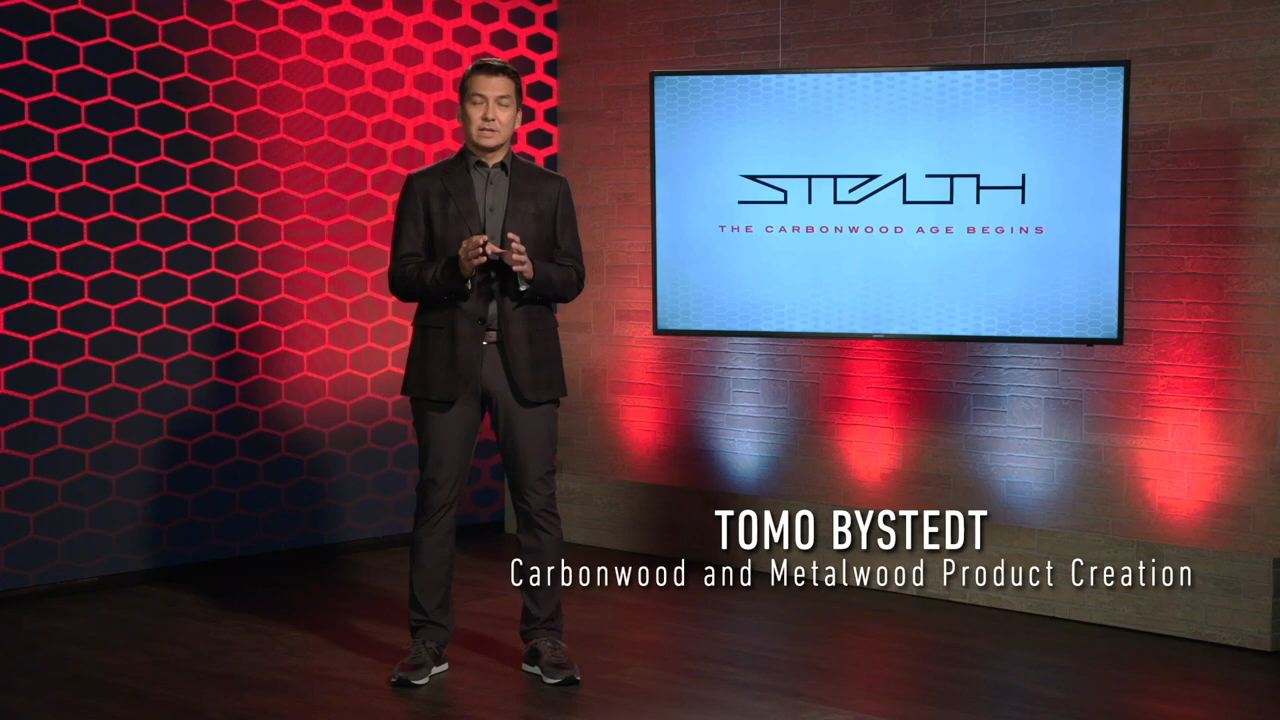 STEALTH
THE CARBONWOOD AGE BEGINS
TOMO BYSTEDT
Carbonwood and Metalwood Product Creation